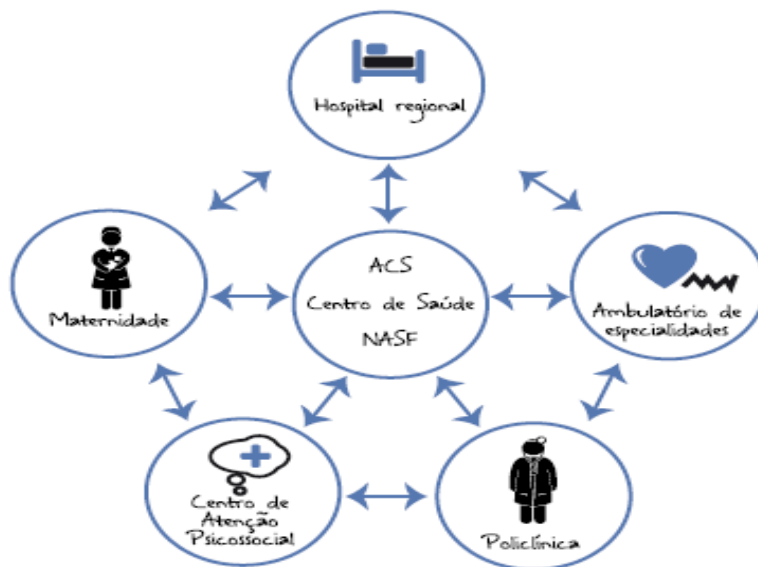 Hospital regional
Maternidade
ACS
Centro de Saúde
NASF
Ambulatório de
especialidades
Centro de
Atenção
Psicossocial
Policlínica